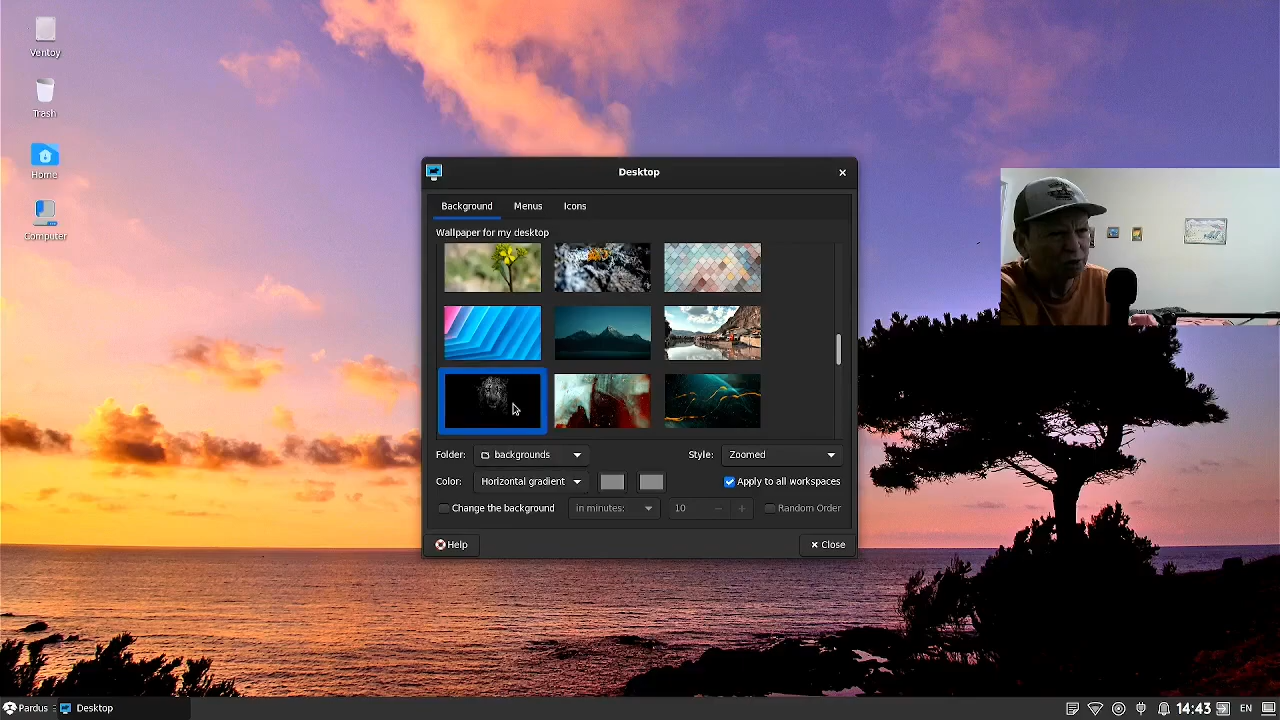 Ventoy
Trash
Home
Computer
Desktop
Background Menus Icons
Wallpaper for my desktop
Folder: backgrounds Style: Zoomed
Color: Horizontal gradient Apply to all workspaces
Change the background in minutes: 10 Random Order
Help Close
Pardus Desktop 14:43 EN